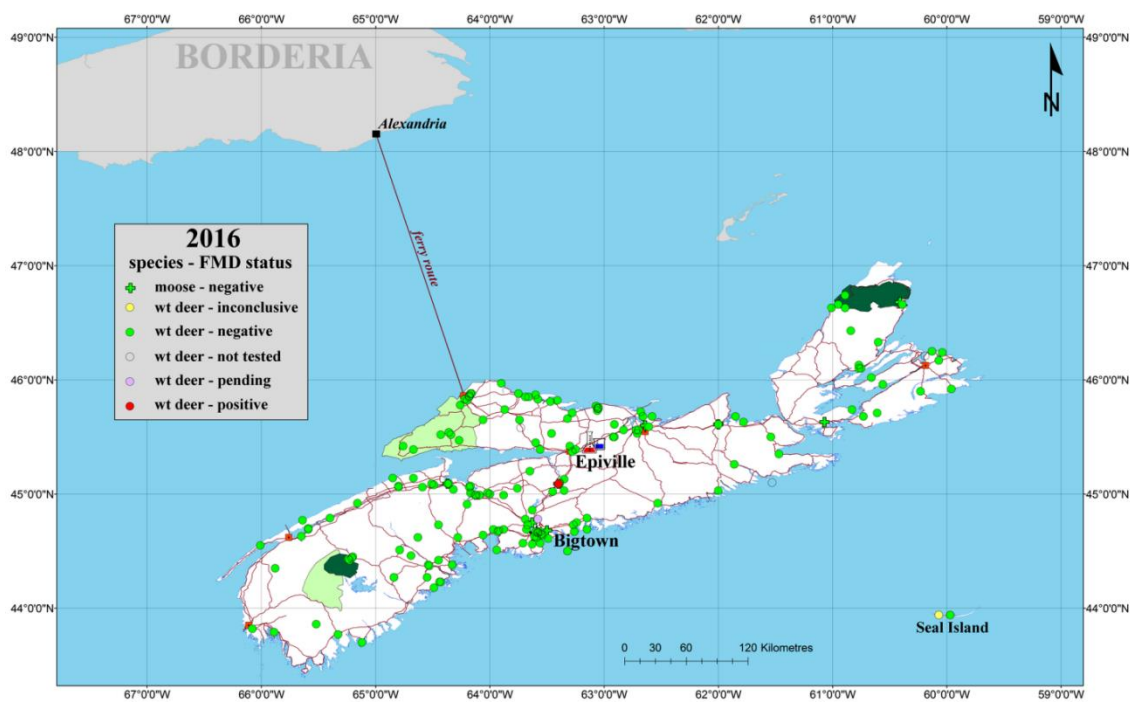 67°0'0"W 66°0'0"W 65°0'0"W 64°0'0"W 63°0'0"W 62°0'0"W 61°0'0"W 60°0'0"W 59°0'0"W
49°0'0"N 49°0'0"N
BORDERIA
N
Alexandria
48°0'0"N 48°0'0"N
ferry route
2016
species - FMD status
47°0'0"N 47°0'0"N
moose - negative
wt deer - inconclusive
wt deer - negative
wt deer - not tested
wt deer - pending
wt deer - positive
46°0'0"N 46°0'0"N
Epiville
45°0'0"N 45°0'0"N
Bigtown
44°0'0"N 44°0'0"N
Seal Island
0 30 60 120 Kilometres
67°0'0"W 66°0'0"W 65°0'0"W 64°0'0"W 63°0'0"W 62°0'0"W 61°0'0"W 60°0'0"W 59°0'0"W